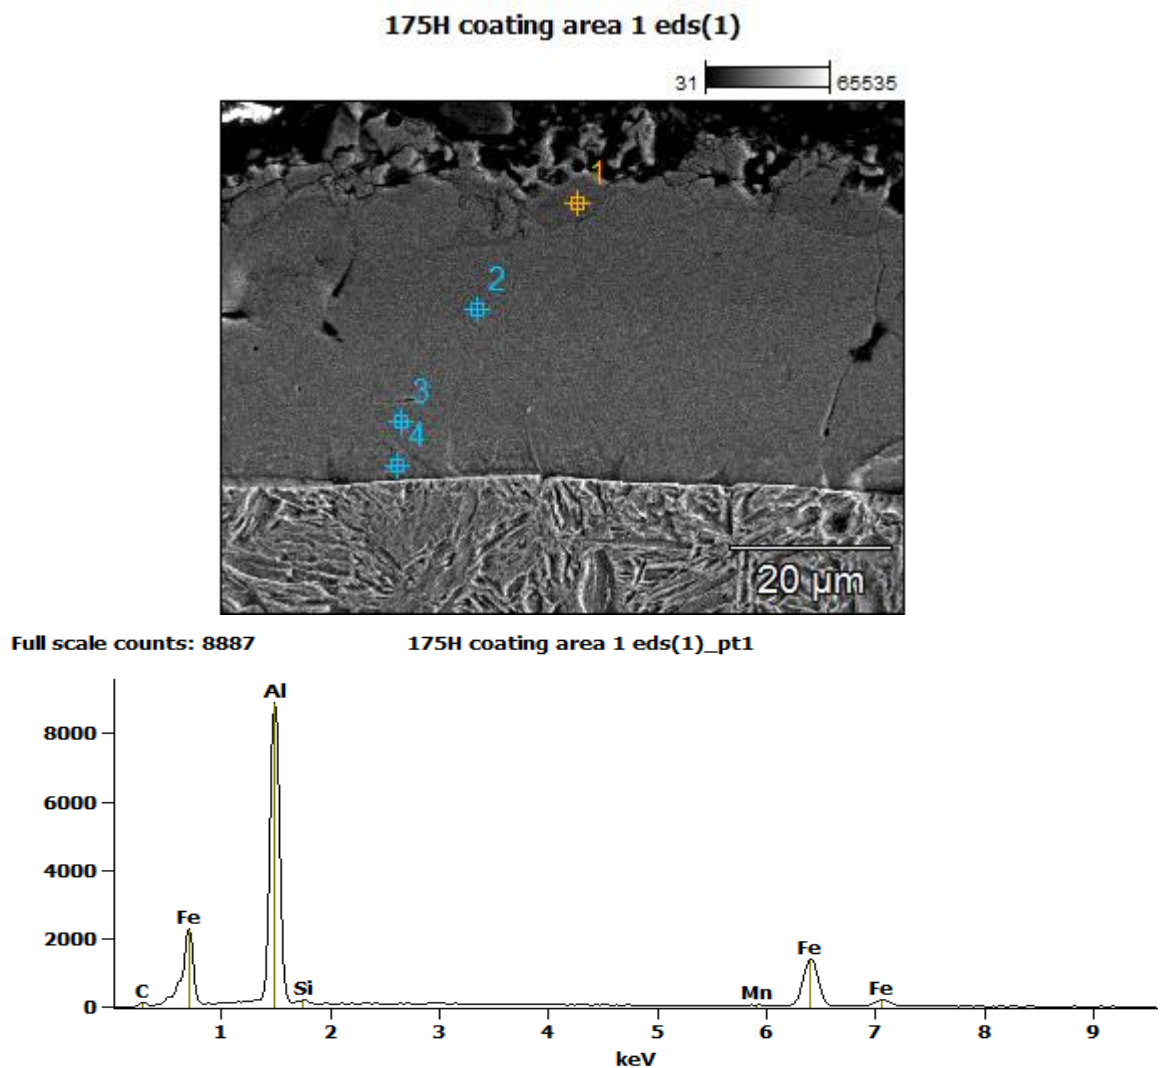 175H coating area 1 eds(1)
31 65535
1
2
3
4
20 µm
Full scale counts: 8887 175H coating area 1 eds(1)_pt1
Al
8000
6000
4000
Fe
2000
Fe
C Si Mn Fe
0
1 2 3 4 5 6 7 8 9
keV